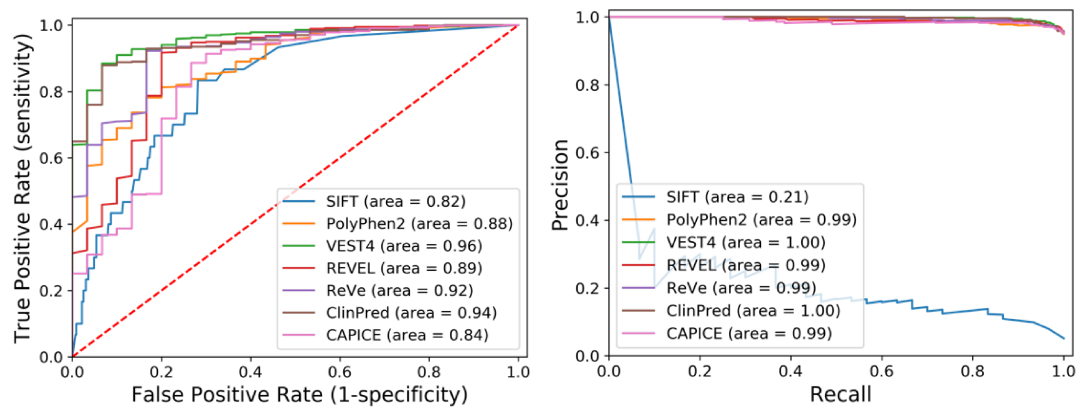 1.0
0.8
0.6
0.4
0.2
0.0
True Positive Rate (sensitivity)
SIFT (area = 0.82)
PolyPhen2 (area = 0.88)
VEST4 (area = 0.96)
REVEL (area = 0.89)
ReVe (area = 0.92)
ClinPred (area = 0.94)
CAPICE (area = 0.84)
0.0 0.2 0.4 0.6 0.8 1.0
False Positive Rate (1-specificity)
1.0
0.8
0.6
0.4
0.2
0.0
Precision
SIFT (area = 0.21)
PolyPhen2 (area = 0.99)
VEST4 (area = 1.00)
REVEL (area = 0.99)
ReVe (area = 0.99)
ClinPred (area = 1.00)
CAPICE (area = 0.99)
0.0 0.2 0.4 0.6 0.8 1.0
Recall